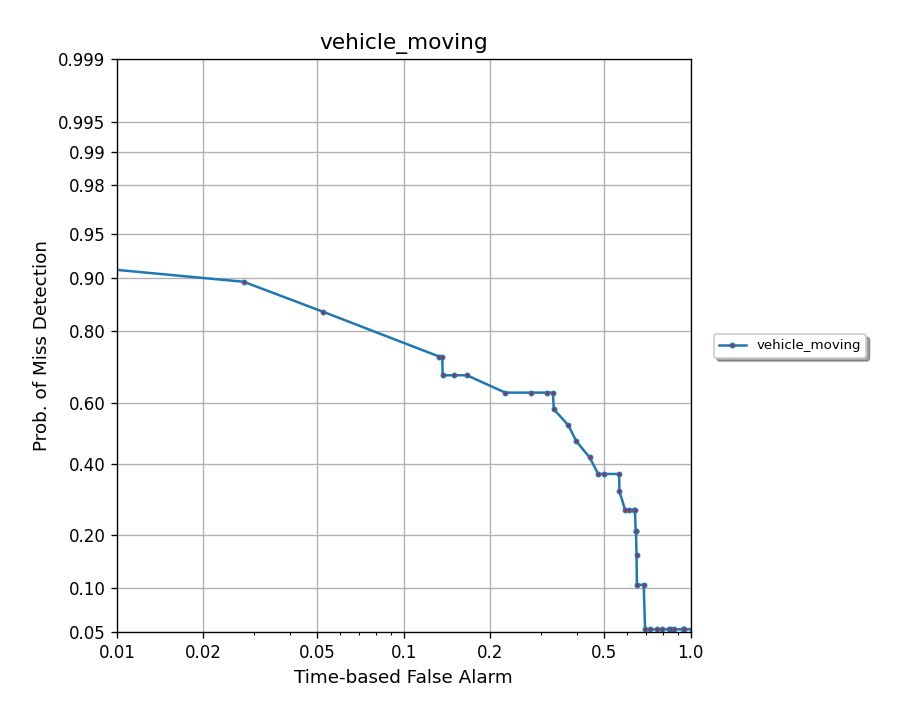 vehicle_moving
0.999
0.995
0.99
0.98
0.95
0.90
0.80
0.60
0.40
0.20
0.10
0.05
Prob. of Miss Detection
0.01 0.02 0.05 0.1 0.2 0.5 1.0
Time-based False Alarm
vehicle_moving